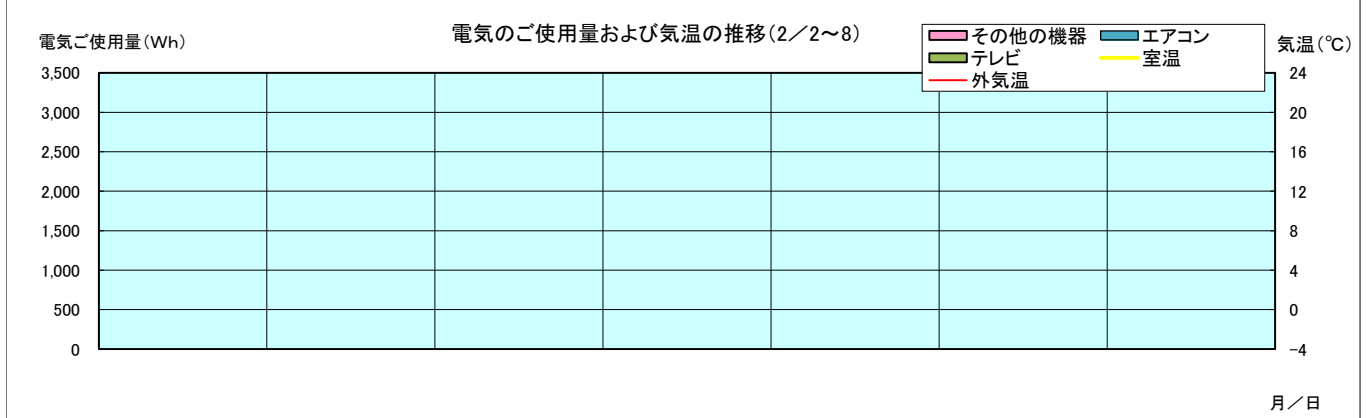 電気のご使用量および気温の推移(2／2～8)
電気ご使用量(Wh)
気温(℃)
その他の機器 エアコン
テレビ 室温
外気温
3,500 24
3,000 20
2,500 16
2,000 12
1,500 8
1,000 4
500 0
0 -4
月／日